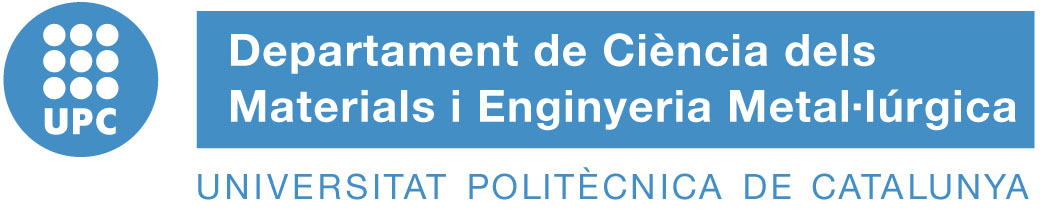 UPC
Departament de Ciència dels
Materials i Enginyeria Metal·lúrgica
UNIVERSITAT POLITÈCNICA DE CATALUNYA